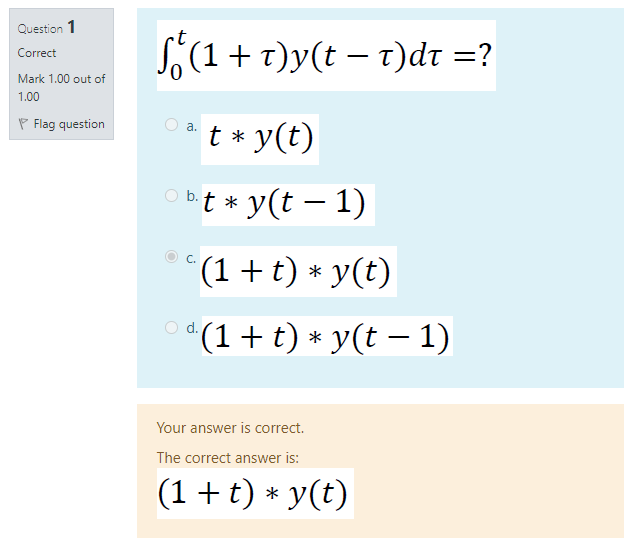 Question 1
Correct
Mark 1.00 out of
1.00
Flag question
∫₀ᵗ(1 + τ)y(t − τ)dτ =?
a. t ∗ y(t)
b. t ∗ y(t − 1)
c. (1 + t) ∗ y(t)
d. (1 + t) ∗ y(t − 1)
Your answer is correct.
The correct answer is:
(1 + t) ∗ y(t)